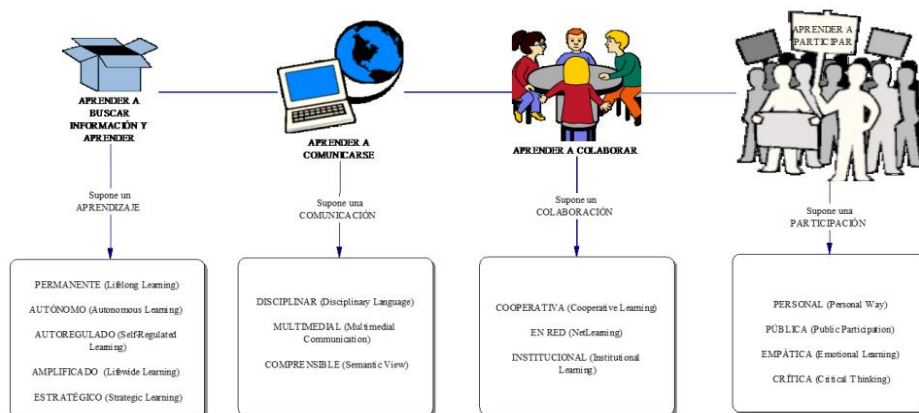 APRENDER A
BUSCAR
INFORMACIÓN Y
APRENDER
APRENDER A
COMUNICARSE
APRENDER A COLABORAR
APRENDER A
PARTICIPAR
Supone un
APRENDIZAJE
Supone una
COMUNICACIÓN
Supone un
COLABORACIÓN
Supone una
PARTICIPACIÓN
PERMANENTE (Lifelong Learning)
AUTÓNOMO (Autonomous Learning)
AUTOREGULADO (Self-Regulated
Learning)
AMPLIFICADO (Lifewide Learning)
ESTRATÉGICO (Strategic Learning)
DISCIPLINAR (Disciplinary Language)
MULTIMEDIAL (Multimedial
Communication)
COMPRENSIBLE (Semantic View)
COOPERATIVA (Cooperative Learning)
EN RED (NetLearning)
INSTITUCIONAL (Institutional
Learning)
PERSONAL (Personal Way)
PÚBLICA (Public Participation)
EMPÀTICA (Emotional Learning)
CRÍTICA (Critical Thinking)